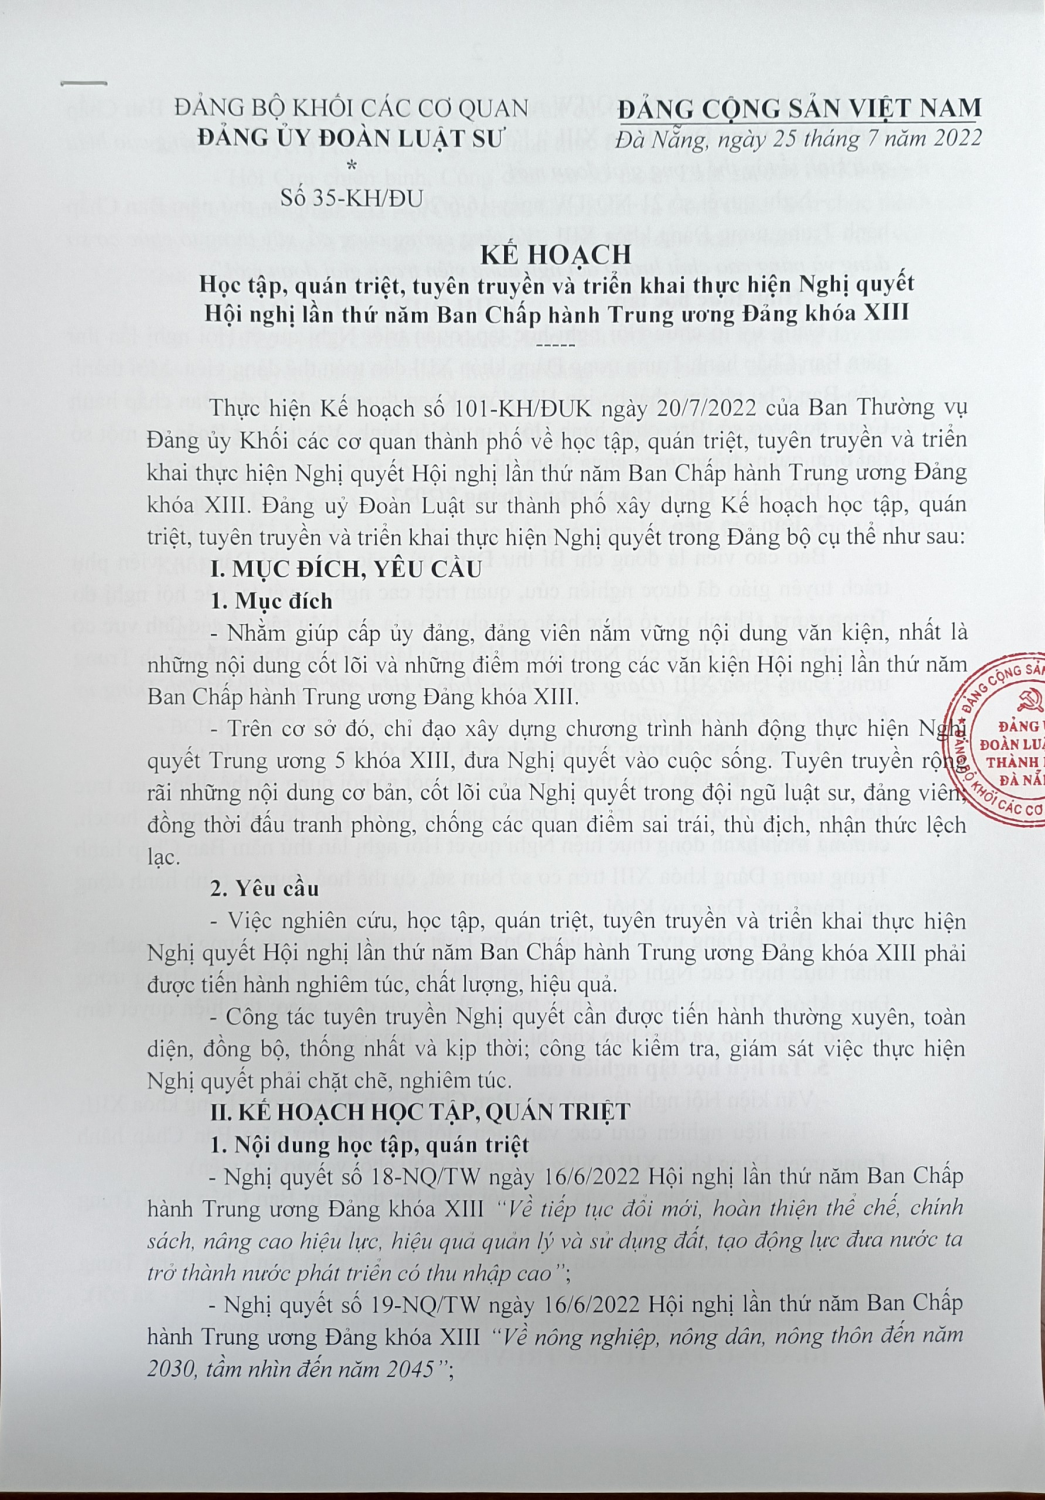 ĐẢNG BỘ KHỐI CÁC CƠ QUAN
ĐẢNG ỦY ĐOÀN LUẬT SƯ
*
Số 35-KH/ĐU
ĐẢNG CỘNG SẢN VIỆT NAM
Đà Nẵng, ngày 25 tháng 7 năm 2022
KẾ HOẠCH
Học tập, quán triệt, tuyên truyền và triển khai thực hiện Nghị quyết
Hội nghị lần thứ năm Ban Chấp hành Trung ương Đảng khóa XIII
-----
Thực hiện Kế hoạch số 101-KH/ĐUK ngày 20/7/2022 của Ban Thường vụ
Đảng ủy Khối các cơ quan thành phố về học tập, quán triệt, tuyên truyền và triển
khai thực hiện Nghị quyết Hội nghị lần thứ năm Ban Chấp hành Trung ương Đảng
khóa XIII. Đảng uỷ Đoàn Luật sư thành phố xây dựng Kế hoạch học tập, quán
triệt, tuyên truyền và triển khai thực hiện Nghị quyết trong Đảng bộ cụ thể như sau:
I. MỤC ĐÍCH, YÊU CẦU
1. Mục đích
- Nhằm giúp cấp ủy đảng, đảng viên nắm vững nội dung văn kiện, nhất là
những nội dung cốt lõi và những điểm mới trong các văn kiện Hội nghị lần thứ năm
Ban Chấp hành Trung ương Đảng khóa XIII.
- Trên cơ sở đó, chỉ đạo xây dựng chương trình hành động thực hiện Nghị
quyết Trung ương 5 khóa XIII, đưa Nghị quyết vào cuộc sống. Tuyên truyền rộng
rãi những nội dung cơ bản, cốt lõi của Nghị quyết trong đội ngũ luật sư, đảng viên,
đồng thời đấu tranh phòng, chống các quan điểm sai trái, thù địch, nhận thức lệch
lạc.
2. Yêu cầu
- Việc nghiên cứu, học tập, quán triệt, tuyên truyền và triển khai thực hiện
Nghị quyết Hội nghị lần thứ năm Ban Chấp hành Trung ương Đảng khóa XIII phải
được tiến hành nghiêm túc, chất lượng, hiệu quả.
- Công tác tuyên truyền Nghị quyết cần được tiến hành thường xuyên, toàn
diện, đồng bộ, thống nhất và kịp thời; công tác kiểm tra, giám sát việc thực hiện
Nghị quyết phải chặt chẽ, nghiêm túc.
II. KẾ HOẠCH HỌC TẬP, QUÁN TRIỆT
1. Nội dung học tập, quán triệt
- Nghị quyết số 18-NQ/TW ngày 16/6/2022 Hội nghị lần thứ năm Ban Chấp
hành Trung ương Đảng khóa XIII “Về tiếp tục đổi mới, hoàn thiện thể chế, chính
sách, nâng cao hiệu lực, hiệu quả quản lý và sử dụng đất, tạo động lực đưa nước ta
trở thành nước phát triển có thu nhập cao”;
- Nghị quyết số 19-NQ/TW ngày 16/6/2022 Hội nghị lần thứ năm Ban Chấp
hành Trung ương Đảng khóa XIII “Về nông nghiệp, nông dân, nông thôn đến năm
2030, tầm nhìn đến năm 2045”;
ĐẢNG CỘNG SẢN
ĐẢNG
ĐOÀN LUẬ
THÀNH
ĐÀ NẴ
ĐẢNG BỘ KHỐI CÁC CƠ